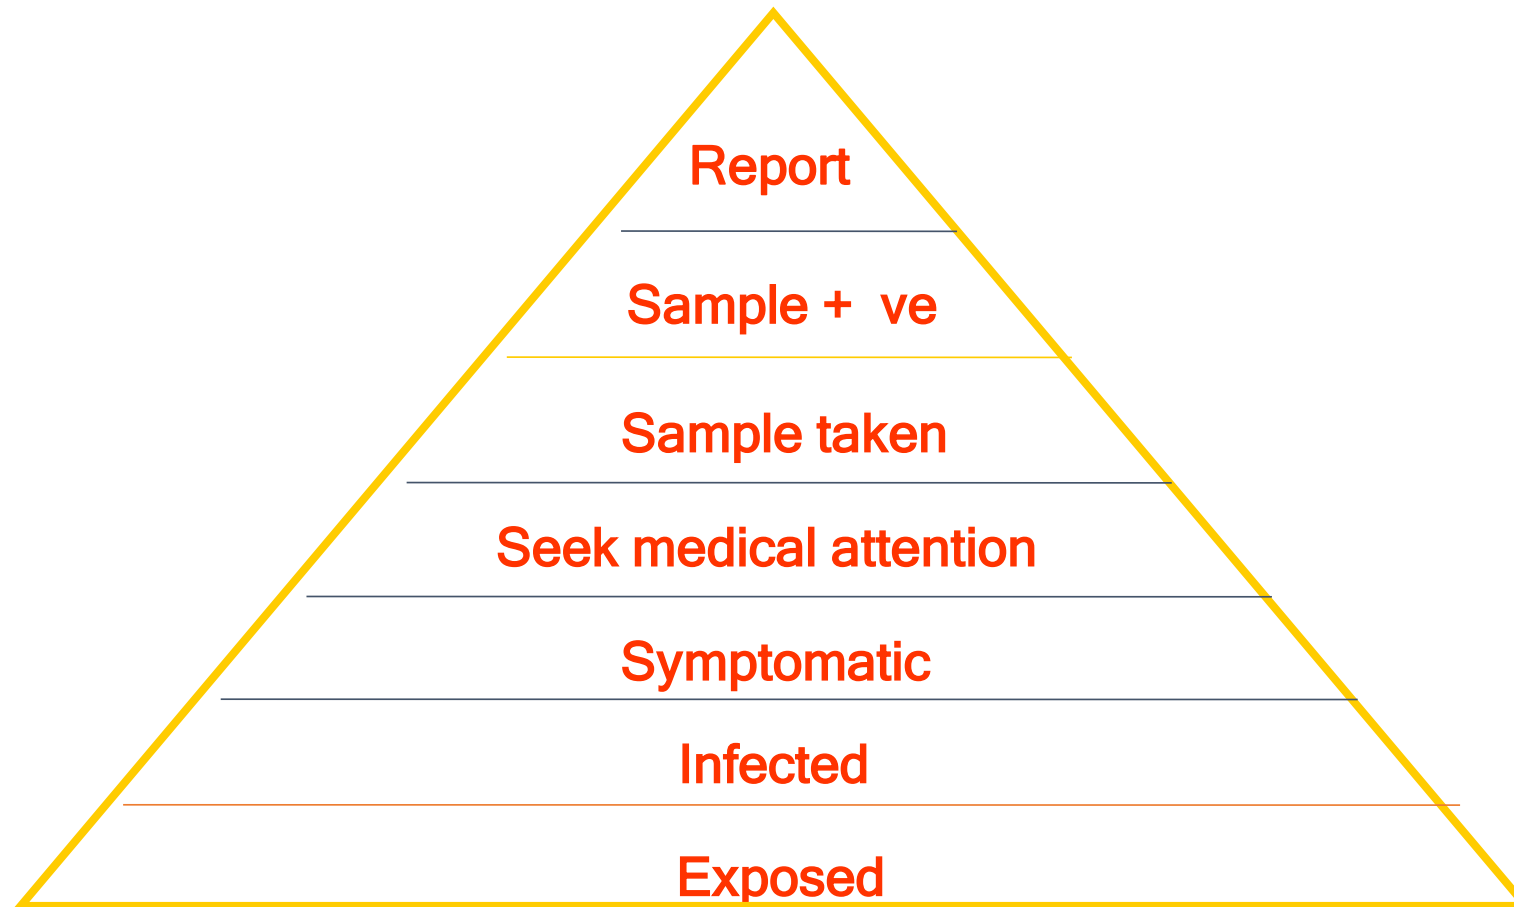 Report
Sample + ve
Sample taken
Seek medical attention
Symptomatic
Infected
Exposed